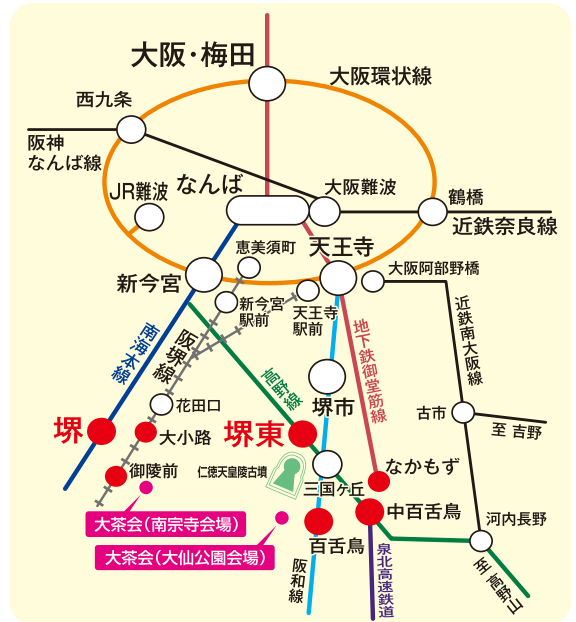 大阪・梅田
大阪環状線
西九条
阪神
なんば線
JR難波
なんば
大阪難波
鶴橋
近鉄奈良線
恵美須町
天王寺
大阪阿部野橋
新今宮
新今宮
駅前
天王寺
駅前
南海本線
阪堺線
高野線
地下鉄御堂筋線
近鉄南大阪線
花田口
堺市
古市
至 吉野
堺
大小路
堺東
御陵前
仁徳天皇陵古墳
三国ヶ丘
なかもず
大茶会(南宗寺会場)
中百舌鳥
河内長野
大茶会(大仙公園会場)
百舌鳥
阪和線
泉北高速鉄道
至 高野山